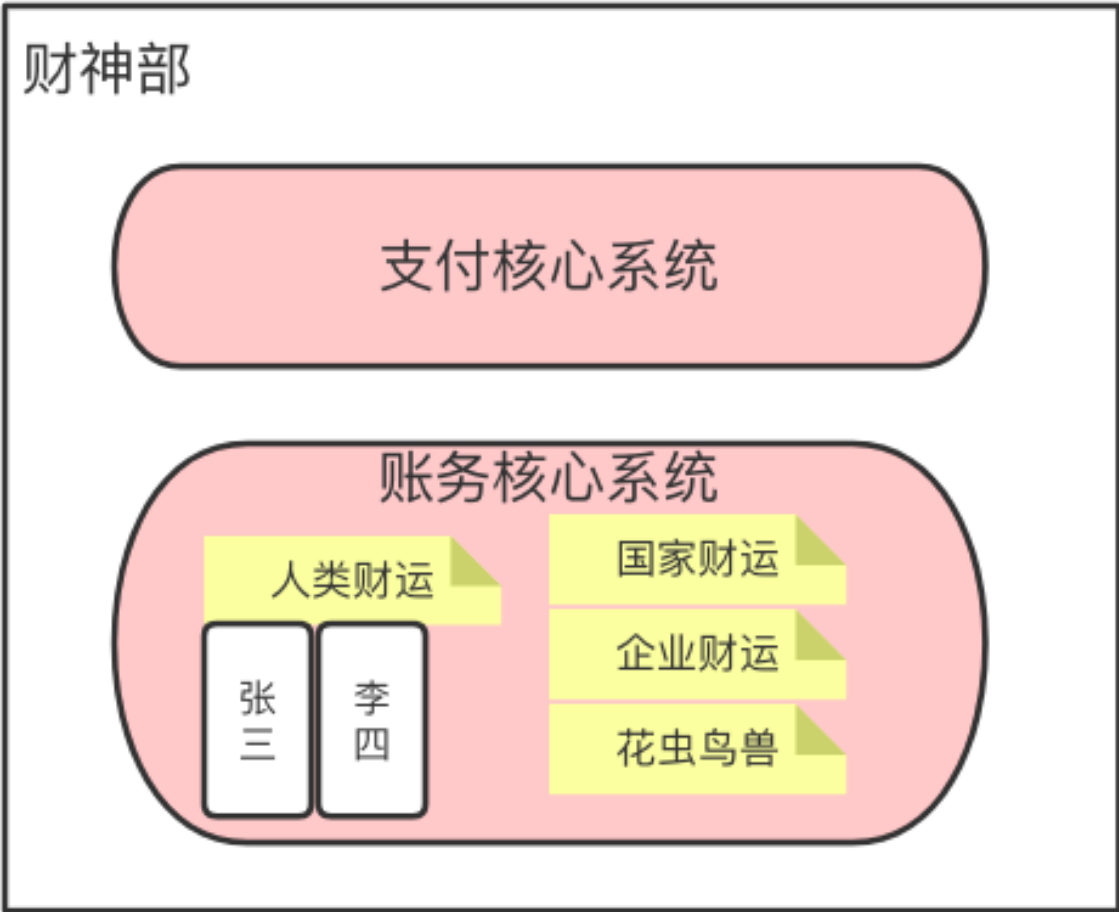 财神部
支付核心系统
账务核心系统
人类财运
张三
李四
国家财运
企业财运
花虫鸟兽